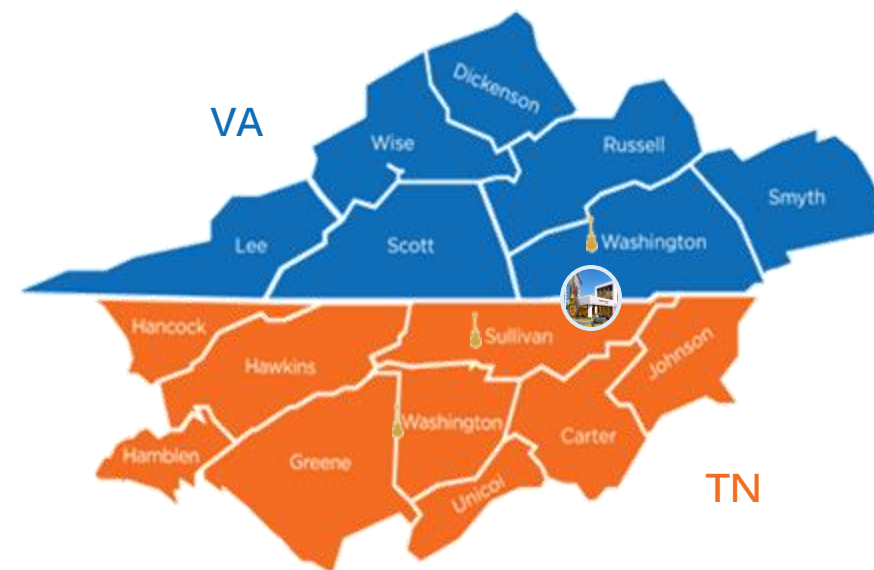 Dickenson
VA
Wise
Russell
Smyth
Lee
Scott
Washington
Hancock
Sullivan
Johnson
Hawkins
Washington
Carter
Hamblen
Greene
Unicoi
TN